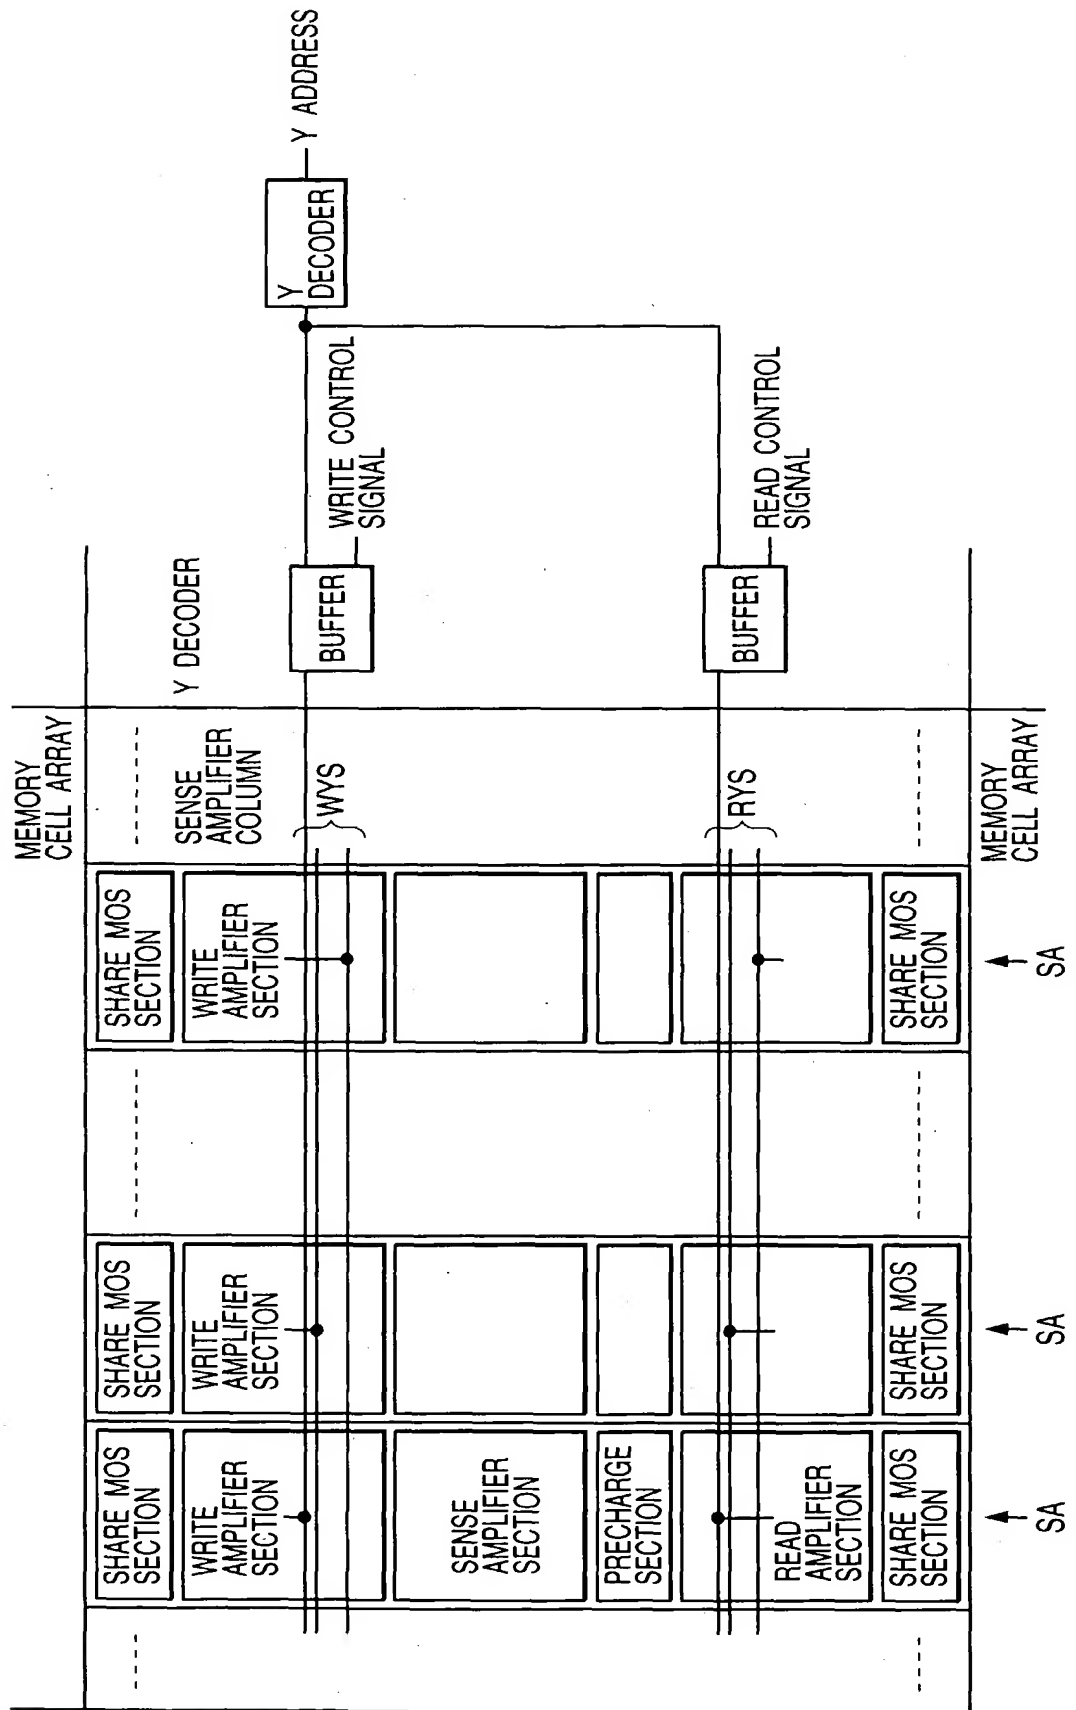 MEMORY
CELL ARRAY
SHARE MOS
SECTION
SHARE MOS
SECTION
SHARE MOS
SECTION
WRITE
AMPLIFIER
SECTION
WRITE
AMPLIFIER
SECTION
WRITE
AMPLIFIER
SECTION
SENSE
AMPLIFIER
COLUMN
Y DECODER
WYS
BUFFER
WRITE CONTROL
SIGNAL
Y
DECODER
Y ADDRESS
SENSE
AMPLIFIER
SECTION
PRECHARGE
SECTION
READ
AMPLIFIER
SECTION
RYS
BUFFER
READ CONTROL
SIGNAL
SHARE MOS
SECTION
SHARE MOS
SECTION
SHARE MOS
SECTION
MEMORY
CELL ARRAY
SA
SA
SA